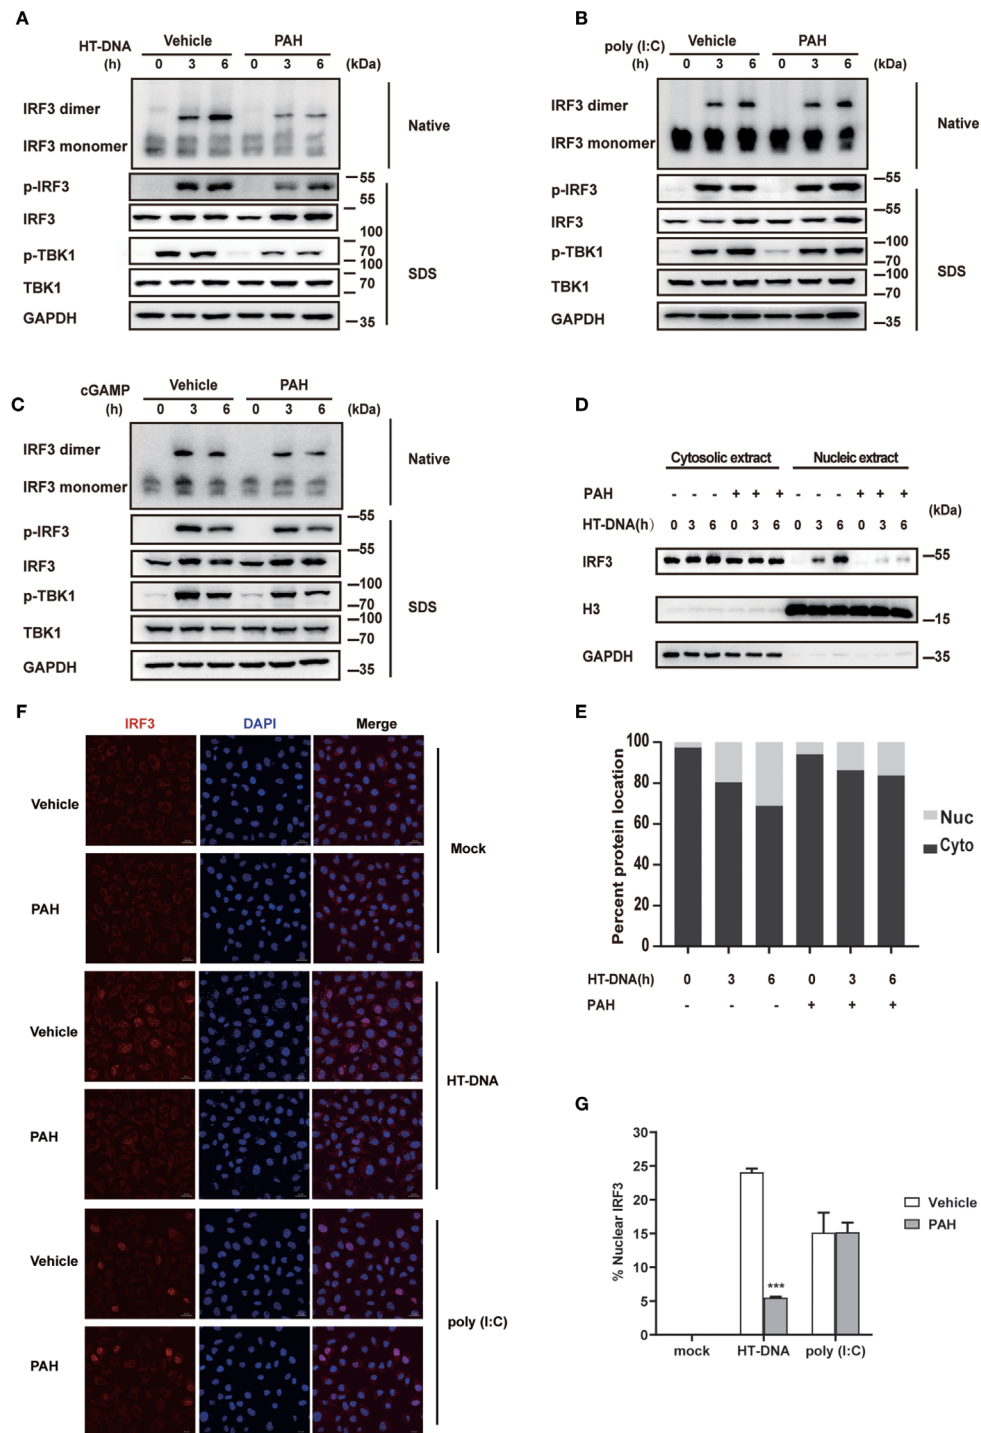 A
HT-DNA Vehicle PAH
(h) 0 3 6 0 3 6 (kDa)
IRF3 dimer
IRF3 monomer
Native
p-IRF3 55
IRF3 55
p-TBK1 100 70
TBK1 100 70
GAPDH 35
SDS
B
poly (I:C) Vehicle PAH
(h) 0 3 6 0 3 6 (kDa)
IRF3 dimer
IRF3 monomer
Native
p-IRF3 55
IRF3 55
p-TBK1 100 70
TBK1 100 70
GAPDH 35
SDS
C
cGAMP Vehicle PAH
(h) 0 3 6 0 3 6 (kDa)
IRF3 dimer
IRF3 monomer
Native
p-IRF3 55
IRF3 55
p-TBK1 100 70
TBK1 100 70
GAPDH 35
SDS
D
Cytosolic extract Nucleic extract
PAH - - - + + + - - - + + +
(kDa)
HT-DNA(h) 0 3 6 0 3 6 0 3 6 0 3 6
IRF3 55
H3 15
GAPDH 35
F
IRF3 DAPI Merge
Vehicle
PAH
Mock
Vehicle
PAH
HT-DNA
Vehicle
PAH
poly (I:C)
E
Percent protein location
100
80
60
40
20
0
Nuc
Cyto
HT-DNA(h) 0 3 6 0 3 6
PAH - - - + + +
G
% Nuclear IRF3
30
25
20
15
10
5
0
***
mock HT-DNA poly (I:C)
Vehicle
PAH